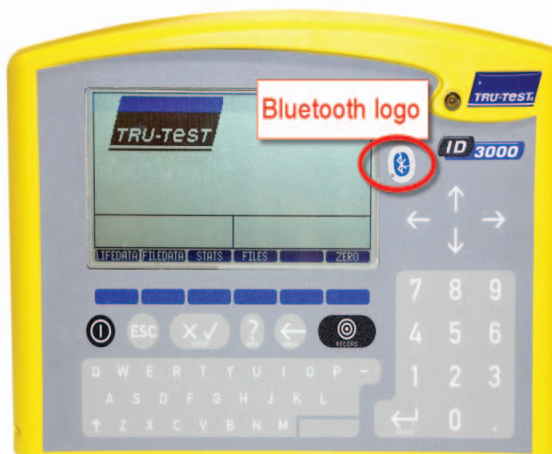 Bluetooth logo
TRU-TEST
TRU-TEST
ID 3000
LIFEDATA FILEDATA STATS FILES ZERO
7 8 9
ESC
RECORD
4 5 6
Q W E R T Y U I O P -
1 2 3
A S D F G H J K L
Z X C V B N M
0 .